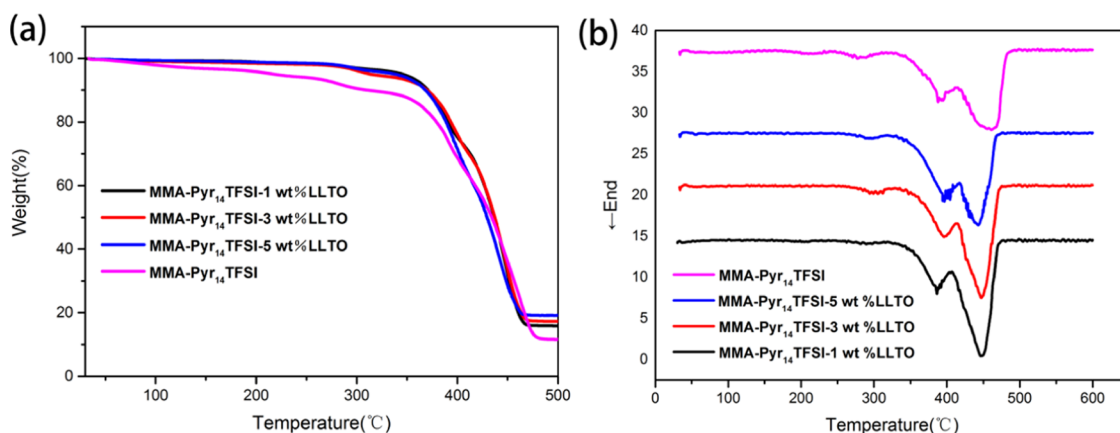 (a)
100
80
60
40
20
0
Weight(%)
MMA-Pyr₁₄TFSI-1 wt%LLTO
MMA-Pyr₁₄TFSI-3 wt%LLTO
MMA-Pyr₁₄TFSI-5 wt%LLTO
MMA-Pyr₁₄TFSI
100 200 300 400 500
Temperature(℃)
(b)
40
35
30
25
20
15
10
5
0
←End
MMA-Pyr₁₄TFSI
MMA-Pyr₁₄TFSI-5 wt %LLTO
MMA-Pyr₁₄TFSI-3 wt %LLTO
MMA-Pyr₁₄TFSI-1 wt %LLTO
0 100 200 300 400 500 600
Temperature(℃)